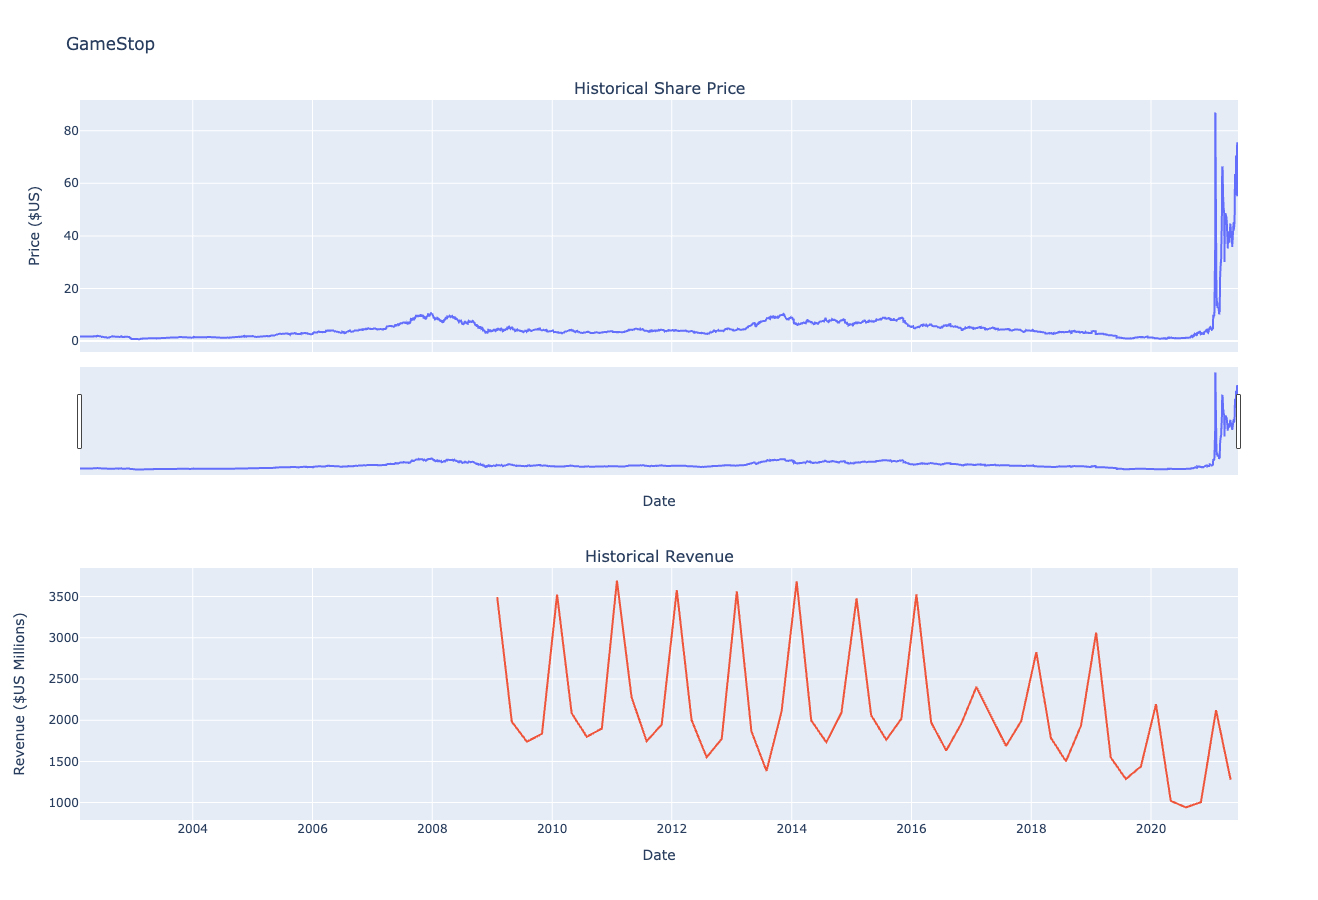 GameStop
Historical Share Price
Price ($US)
80
60
40
20
0
Date
Historical Revenue
Revenue ($US Millions)
3500
3000
2500
2000
1500
1000
2004 2006 2008 2010 2012 2014 2016 2018 2020
Date